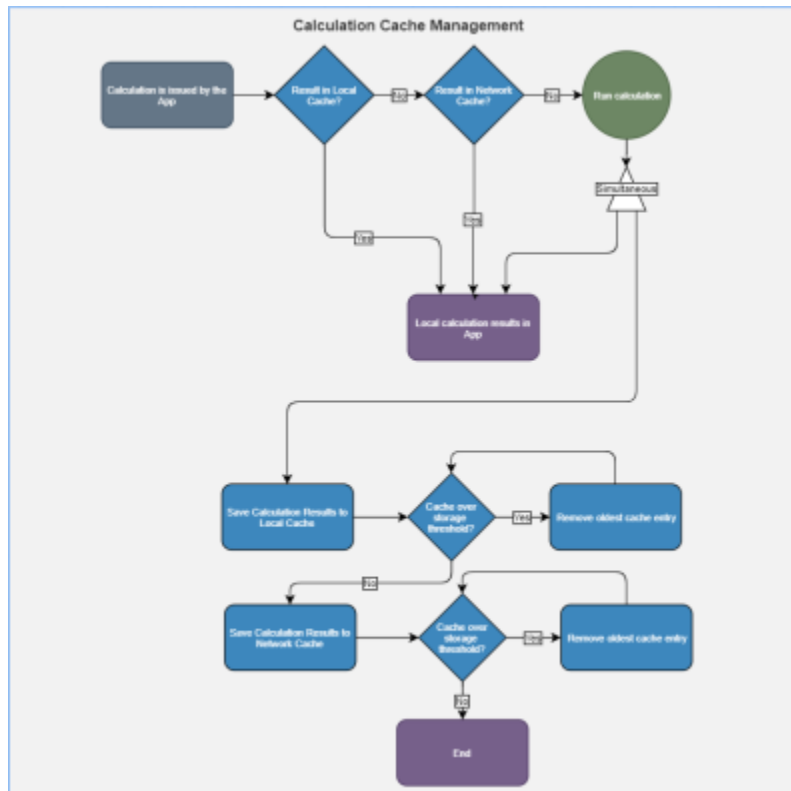 Calculation Cache Management
Calculation is issued by the
App
Result in Local
Cache?
No
Result in Network
Cache?
No
Run calculation
Simultaneous
Yes
Yes
Local calculation results in
App
Save Calculation Results to
Local Cache
Cache over
storage
threshold?
Yes
Remove oldest cache entry
No
Save Calculation Results to
Network Cache
Cache over
storage
threshold?
Yes
Remove oldest cache entry
No
End